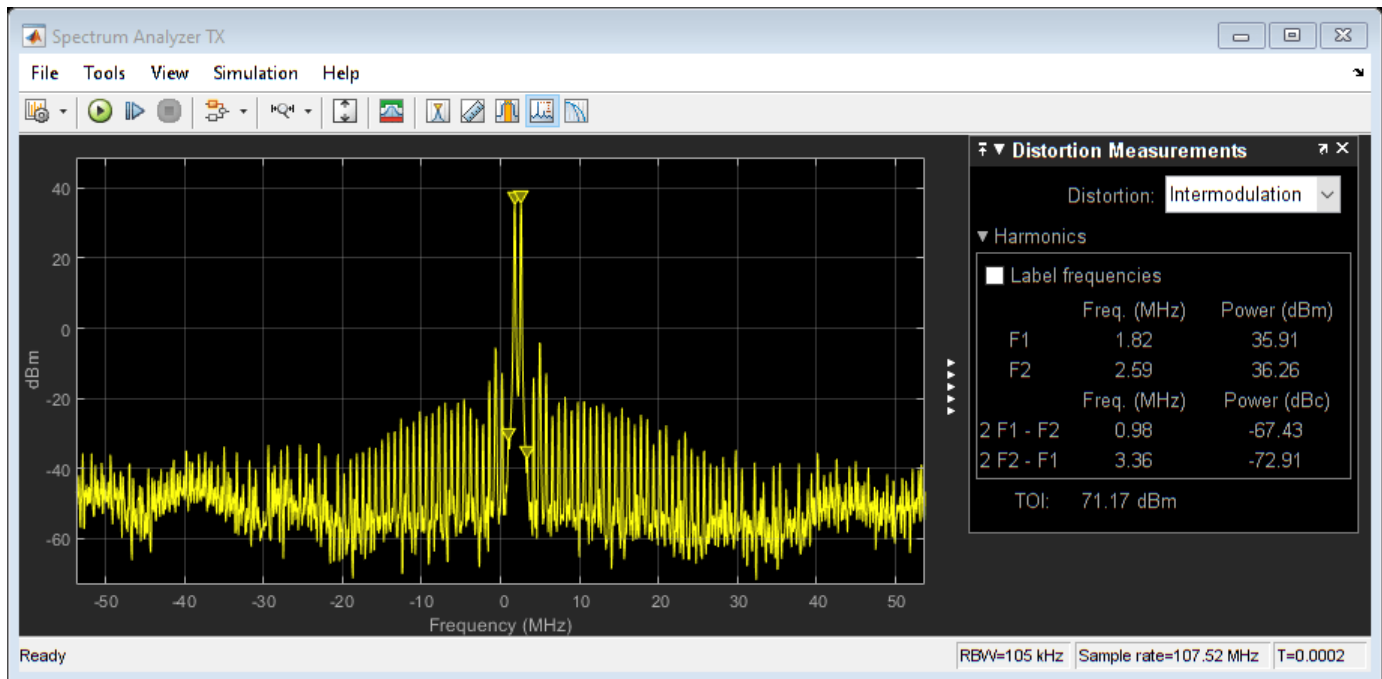 Spectrum Analyzer TX
File Tools View Simulation Help
Distortion Measurements
Distortion: Intermodulation
Harmonics
Label frequencies
Freq. (MHz) Power (dBm)
F1 1.82 35.91
F2 2.59 36.26
Freq. (MHz) Power (dBc)
2 F1 - F2 0.98 -67.43
2 F2 - F1 3.36 -72.91
TOI: 71.17 dBm
40
20
0
-20
-40
-60
dBm
-50 -40 -30 -20 -10 0 10 20 30 40 50
Frequency (MHz)
Ready RBW=105 kHz Sample rate=107.52 MHz T=0.0002